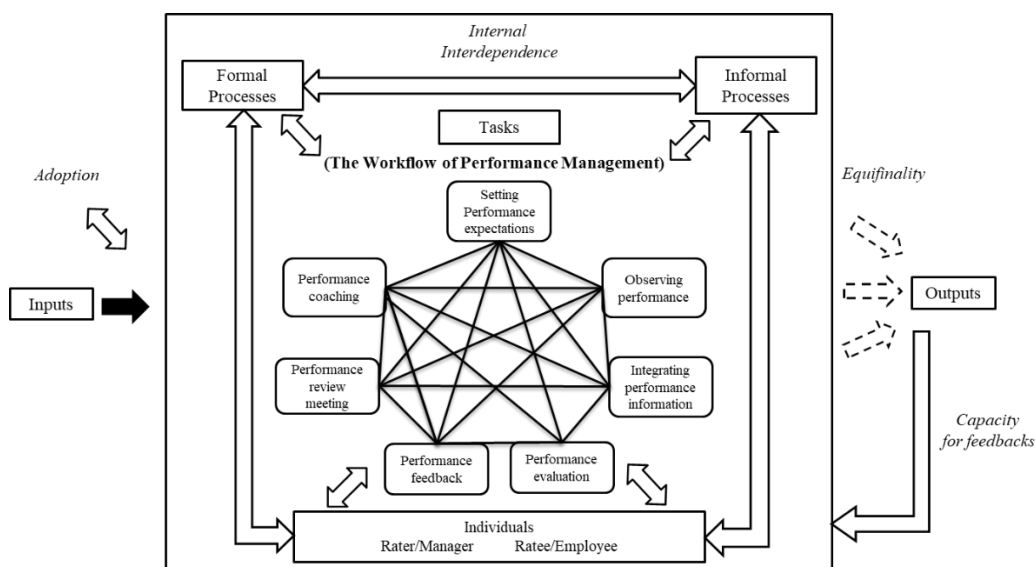 Internal
Interdependence
Formal
Processes
Informal
Processes
Tasks
(The Workflow of Performance Management)
Adoption
Equifinality
Setting
Performance
expectations
Performance
coaching
Observing
performance
Inputs
Outputs
Performance
review
meeting
Integrating
performance
information
Capacity
for feedbacks
Performance
feedback
Performance
evaluation
Individuals
Rater/Manager Ratee/Employee